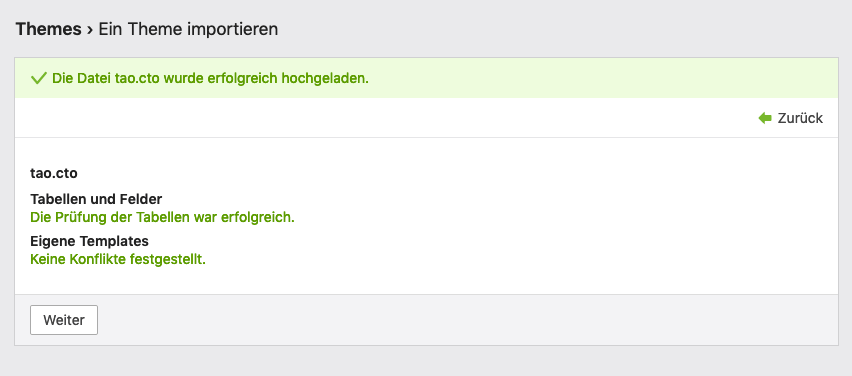 Themes › Ein Theme importieren
Die Datei tao.cto wurde erfolgreich hochgeladen.
Zurück
tao.cto
Tabellen und Felder
Die Prüfung der Tabellen war erfolgreich.
Eigene Templates
Keine Konflikte festgestellt.
Weiter